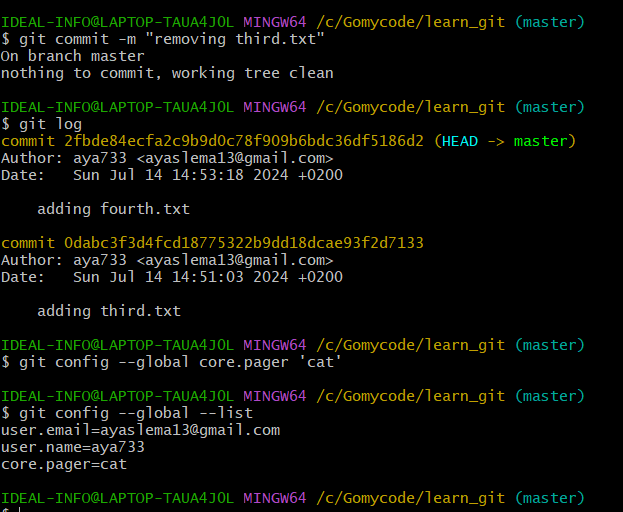 IDEAL-INFO@LAPTOP-TAUA4J0L MINGW64 /c/Gomycode/learn_git (master)
$ git commit -m "removing third.txt"
On branch master
nothing to commit, working tree clean
IDEAL-INFO@LAPTOP-TAUA4J0L MINGW64 /c/Gomycode/learn_git (master)
$ git log
commit 2fbde84ecfa2c9b9d0c78f909b6bdc36df5186d2 (HEAD -> master)
Author: aya733 <ayaslema13@gmail.com>
Date:   Sun Jul 14 14:53:18 2024 +0200
    adding fourth.txt
commit 0dabc3f3d4fcd18775322b9dd18dcae93f2d7133
Author: aya733 <ayaslema13@gmail.com>
Date:   Sun Jul 14 14:51:03 2024 +0200
    adding third.txt
IDEAL-INFO@LAPTOP-TAUA4J0L MINGW64 /c/Gomycode/learn_git (master)
$ git config --global core.pager 'cat'
IDEAL-INFO@LAPTOP-TAUA4J0L MINGW64 /c/Gomycode/learn_git (master)
$ git config --global --list
user.email=ayaslema13@gmail.com
user.name=aya733
core.pager=cat
IDEAL-INFO@LAPTOP-TAUA4J0L MINGW64 /c/Gomycode/learn_git (master)
$